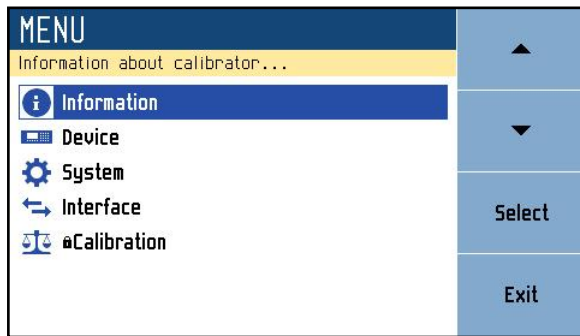 MENU
Information about calibrator...
Information
Device
System
Interface
Calibration
Select
Exit